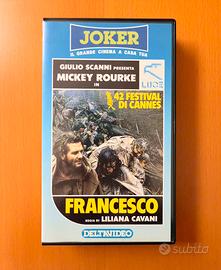 JOKER
IL GRANDE CINEMA A CASA TUA
GIULIO SCANNI PRESENTA
MICKEY ROURKE
IN
LUCE
42 FESTIVAL
DI CANNES
FRANCESCO
REGIA DI LILIANA CAVANI
DELTAVIDEO
subito